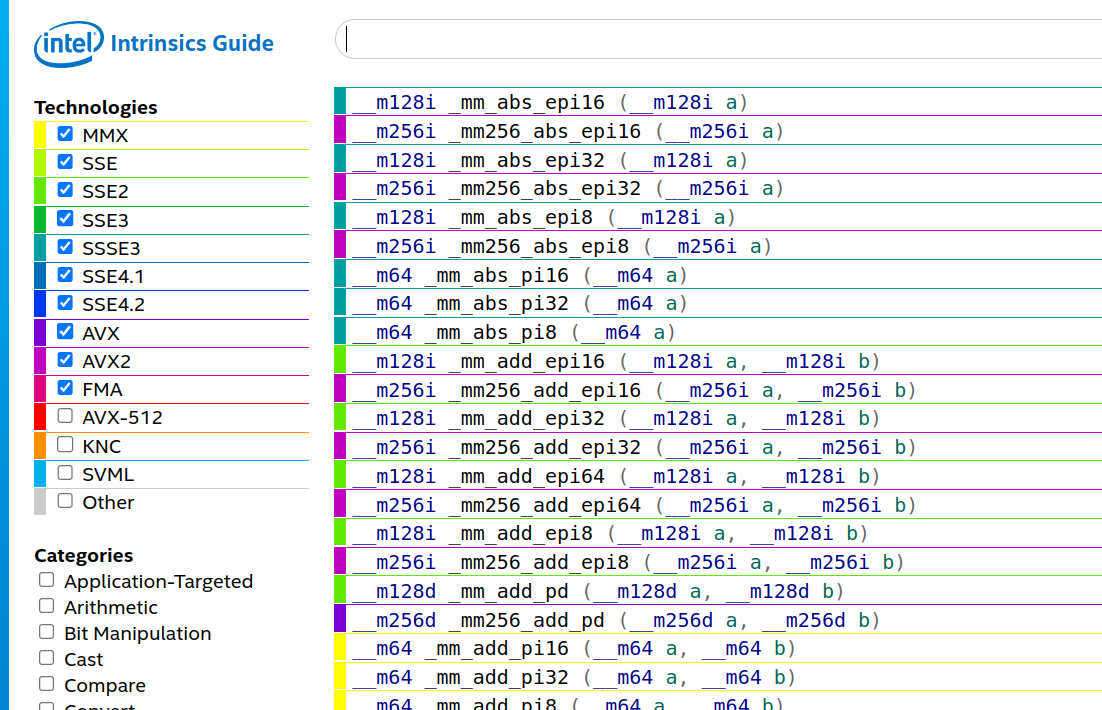 intel Intrinsics Guide
Technologies
MMX
SSE
SSE2
SSE3
SSSE3
SSE4.1
SSE4.2
AVX
AVX2
FMA
AVX-512
KNC
SVML
Other
Categories
Application-Targeted
Arithmetic
Bit Manipulation
Cast
Compare
Convert
__m128i _mm_abs_epi16 (__m128i a)
__m256i _mm256_abs_epi16 (__m256i a)
__m128i _mm_abs_epi32 (__m128i a)
__m256i _mm256_abs_epi32 (__m256i a)
__m128i _mm_abs_epi8 (__m128i a)
__m256i _mm256_abs_epi8 (__m256i a)
__m64 _mm_abs_pi16 (__m64 a)
__m64 _mm_abs_pi32 (__m64 a)
__m64 _mm_abs_pi8 (__m64 a)
__m128i _mm_add_epi16 (__m128i a, __m128i b)
__m256i _mm256_add_epi16 (__m256i a, __m256i b)
__m128i _mm_add_epi32 (__m128i a, __m128i b)
__m256i _mm256_add_epi32 (__m256i a, __m256i b)
__m128i _mm_add_epi64 (__m128i a, __m128i b)
__m256i _mm256_add_epi64 (__m256i a, __m256i b)
__m128i _mm_add_epi8 (__m128i a, __m128i b)
__m256i _mm256_add_epi8 (__m256i a, __m256i b)
__m128d _mm_add_pd (__m128d a, __m128d b)
__m256d _mm256_add_pd (__m256d a, __m256d b)
__m64 _mm_add_pi16 (__m64 a, __m64 b)
__m64 _mm_add_pi32 (__m64 a, __m64 b)
__m64 _mm_add_pi8 (__m64 a, __m64 b)